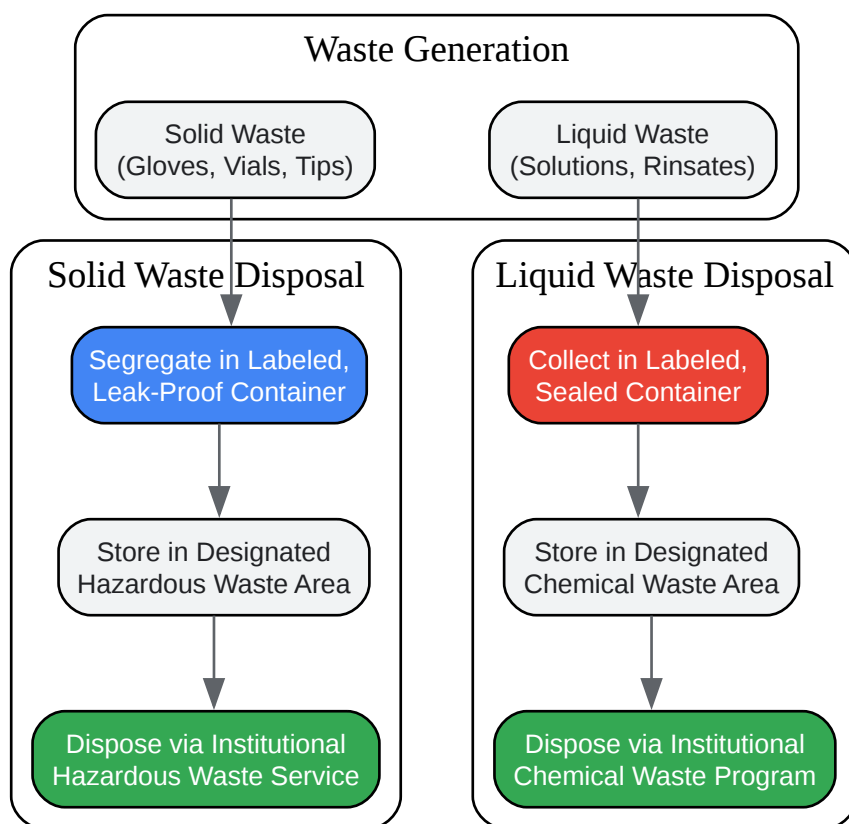 Waste Generation
Solid Waste
(Gloves, Vials, Tips)
Liquid Waste
(Solutions, Rinsates)
Solid Waste Disposal
Segregate in Labeled,
Leak-Proof Container
Store in Designated
Hazardous Waste Area
Dispose via Institutional
Hazardous Waste Service
Liquid Waste Disposal
Collect in Labeled,
Sealed Container
Store in Designated
Chemical Waste Area
Dispose via Institutional
Chemical Waste Program